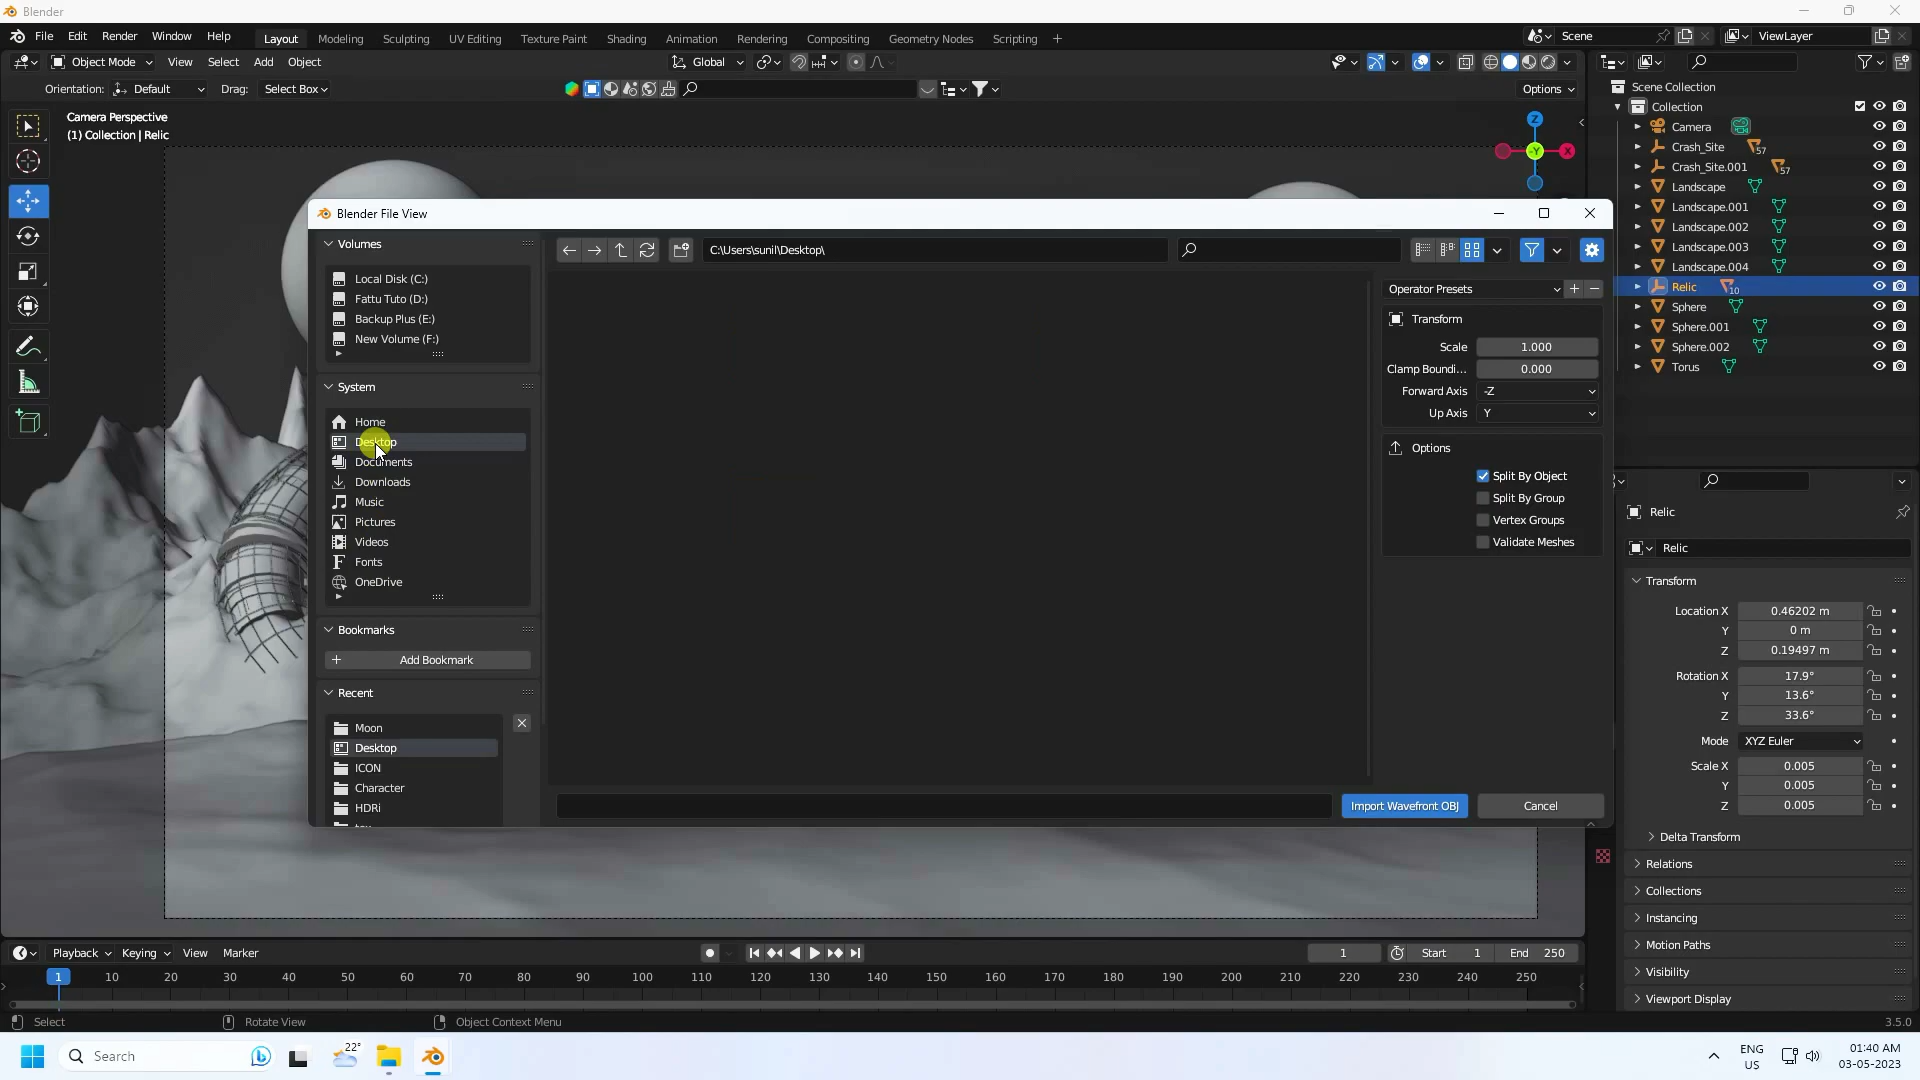 Blender
File Edit Render Window Help Layout Modeling Sculpting UV Editing Texture Paint Shading Animation Rendering Compositing Geometry Nodes Scripting + Scene ViewLayer
Object Mode View Select Add Object Global
Orientation: Default Drag: Select Box Options
Camera Perspective
(1) Collection | Relic
Z
-Y
X
Scene Collection
Collection
Camera
Crash_Site 57
Crash_Site.001 57
Landscape
Landscape.001
Landscape.002
Landscape.003
Landscape.004
Relic 10
Sphere
Sphere.001
Sphere.002
Torus
Blender File View
Volumes
Local Disk (C:)
Fattu Tuto (D:)
Backup Plus (E:)
New Volume (F:)
System
Home
Desktop
Documents
Downloads
Music
Pictures
Videos
Fonts
OneDrive
Bookmarks
Add Bookmark
Recent
Moon
Desktop
ICON
Character
HDRi
C:\Users\sunil\Desktop\
Operator Presets
Transform
Scale 1.000
Clamp Boundi... 0.000
Forward Axis -Z
Up Axis Y
Options
Split By Object
Split By Group
Vertex Groups
Validate Meshes
Import Wavefront OBJ Cancel
Relic
Relic
Transform
Location X 0.46202 m
Y 0 m
Z 0.19497 m
Rotation X 17.9°
Y 13.6°
Z 33.6°
Mode XYZ Euler
Scale X 0.005
Y 0.005
Z 0.005
Delta Transform
Relations
Collections
Instancing
Motion Paths
Visibility
Viewport Display
Playback Keying View Marker 1 Start 1 End 250
1 10 20 30 40 50 60 70 80 90 100 110 120 130 140 150 160 170 180 190 200 210 220 230 240 250
Select Rotate View Object Context Menu 3.5.0
Search 22° ENG US 01:40 AM 03-05-2023